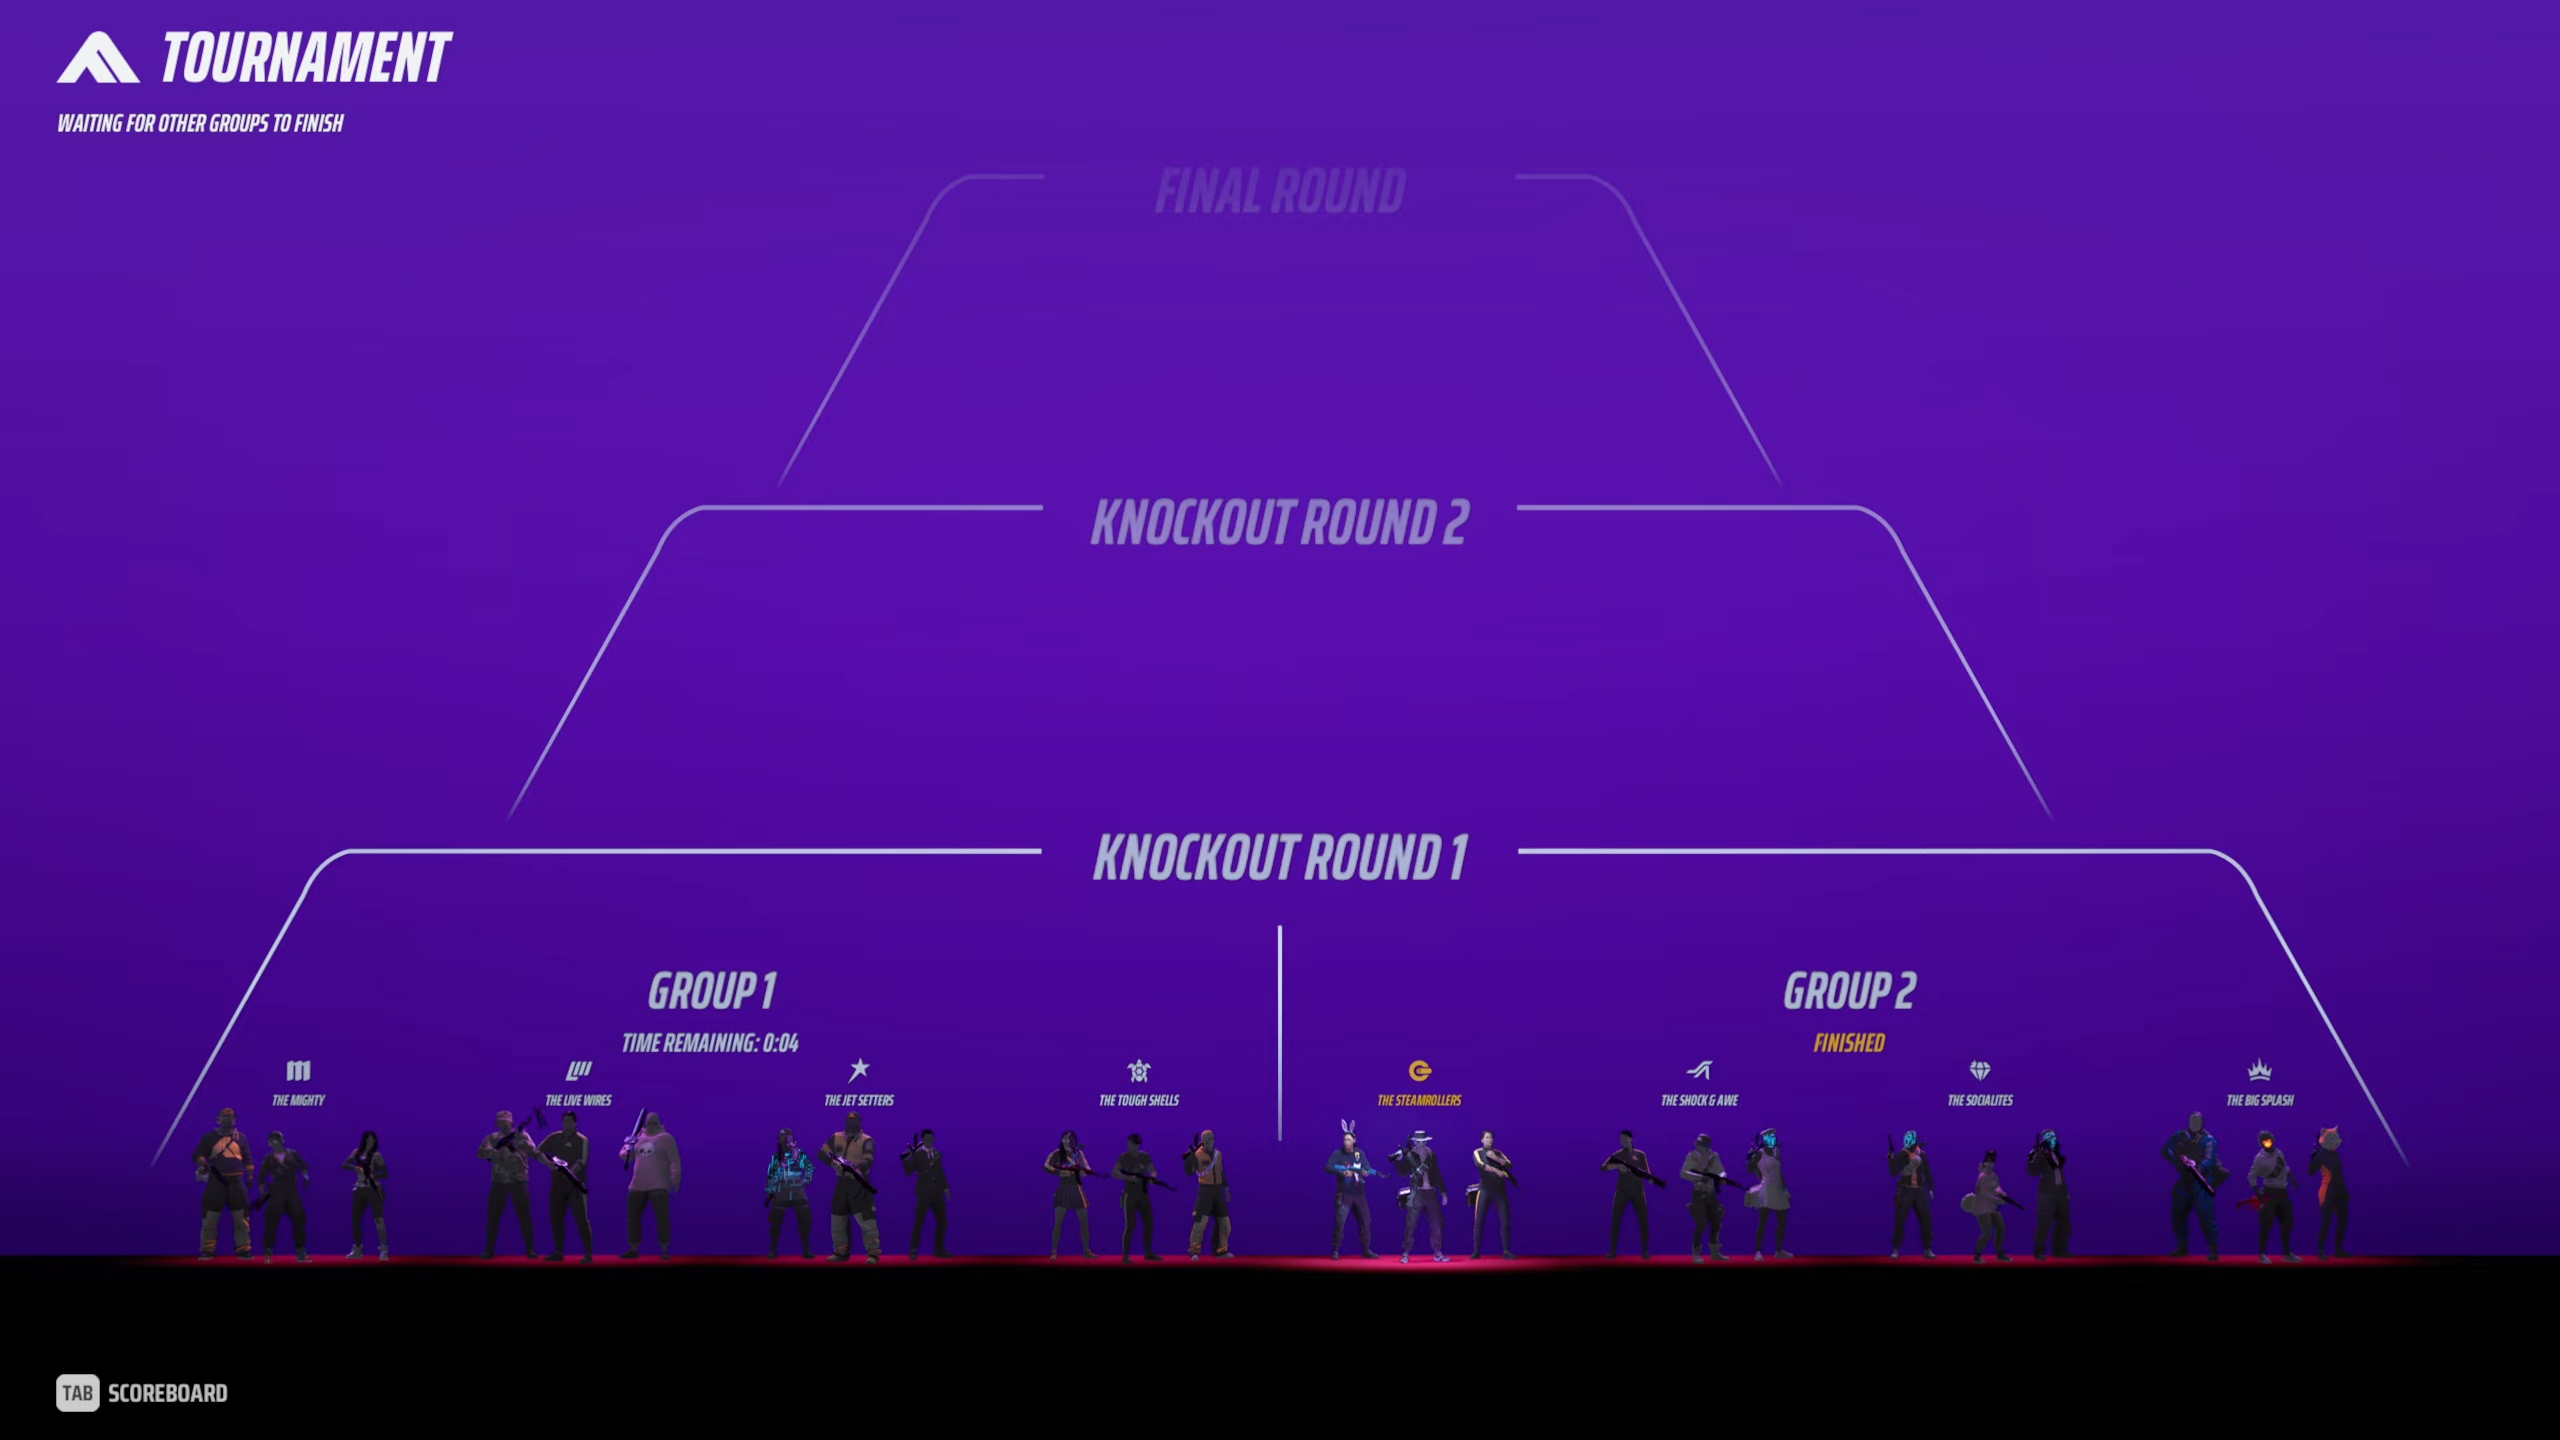 TOURNAMENT
WAITING FOR OTHER GROUPS TO FINISH
FINAL ROUND
KNOCKOUT ROUND 2
KNOCKOUT ROUND 1
GROUP 1
TIME REMAINING: 0:04
THE MIGHTY
THE LIVE WIRES
THE JET SETTERS
THE TOUGH SHELLS
GROUP 2
FINISHED
THE STEAMROLLERS
THE SHOCK & AWE
THE SOCIALITES
THE BIG SPLASH
TAB SCOREBOARD